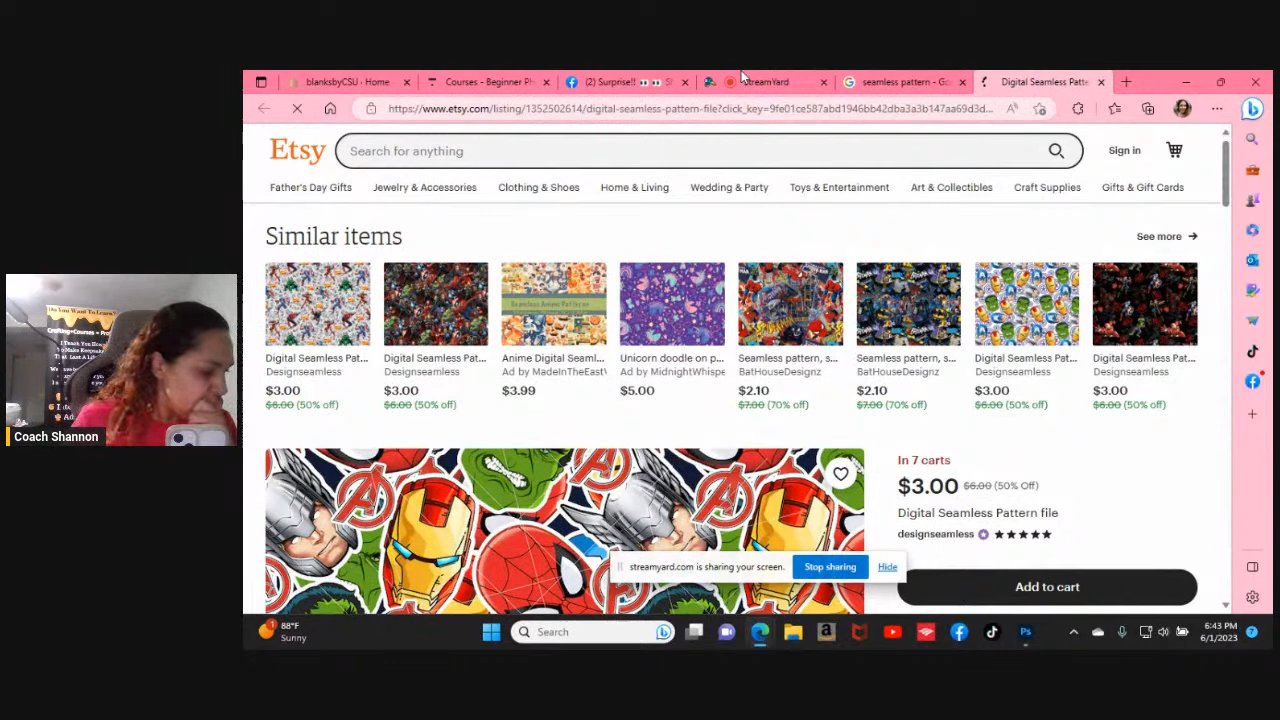 blanksbyCSU - Home
Courses - Beginner Ph
(2) Surprise!! 👀 👀 S
StreamYard
seamless pattern - Go
Digital Seamless Patte
https://www.etsy.com/listing/1352502614/digital-seamless-pattern-file?click_key=9fe01ce587abd1946bb42dba3a3b147aa69d3d...
Etsy
Search for anything
Sign in
Father's Day Gifts
Jewelry & Accessories
Clothing & Shoes
Home & Living
Wedding & Party
Toys & Entertainment
Art & Collectibles
Craft Supplies
Gifts & Gift Cards
Similar items
See more →
Digital Seamless Pat...
Designseamless
$3.00
$6.00 (50% off)
Digital Seamless Pat...
Designseamless
$3.00
$6.00 (50% off)
Anime Digital Seaml...
Ad by MadeInTheEastV
$3.99
Unicorn doodle on p...
Ad by MidnightWhispe
$5.00
Seamless pattern, s...
BatHouseDesignz
$2.10
$7.00 (70% off)
Seamless pattern, s...
BatHouseDesignz
$2.10
$7.00 (70% off)
Digital Seamless Pat...
Designseamless
$3.00
$6.00 (50% off)
Digital Seamless Pat...
Designseamless
$3.00
$6.00 (50% off)
In 7 carts
$3.00 $6.00 (50% Off)
Digital Seamless Pattern file
designseamless ★★★★★
Add to cart
streamyard.com is sharing your screen.
Stop sharing
Hide
Do You Want To Learn
Coach Shannon
88°F
Sunny
Search
6:43 PM
6/1/2023